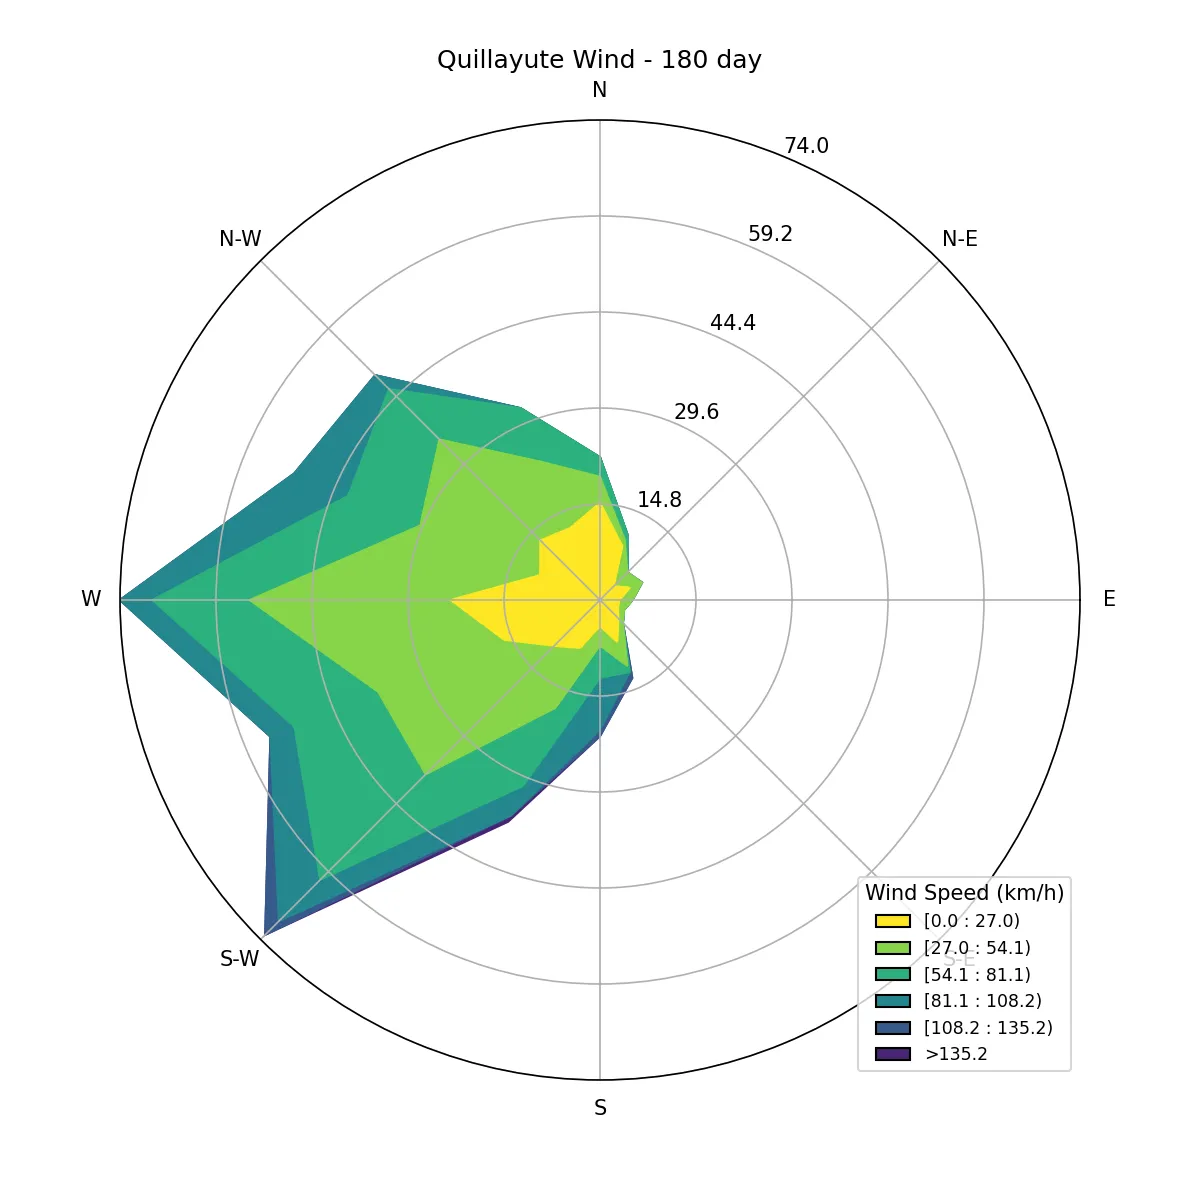 Quillayute Wind - 180 day
N
74.0
N-W
59.2
N-E
44.4
29.6
14.8
W
E
S-W
S-E
S
Wind Speed (km/h)
[0.0 : 27.0)
[27.0 : 54.1)
[54.1 : 81.1)
[81.1 : 108.2)
[108.2 : 135.2)
>135.2